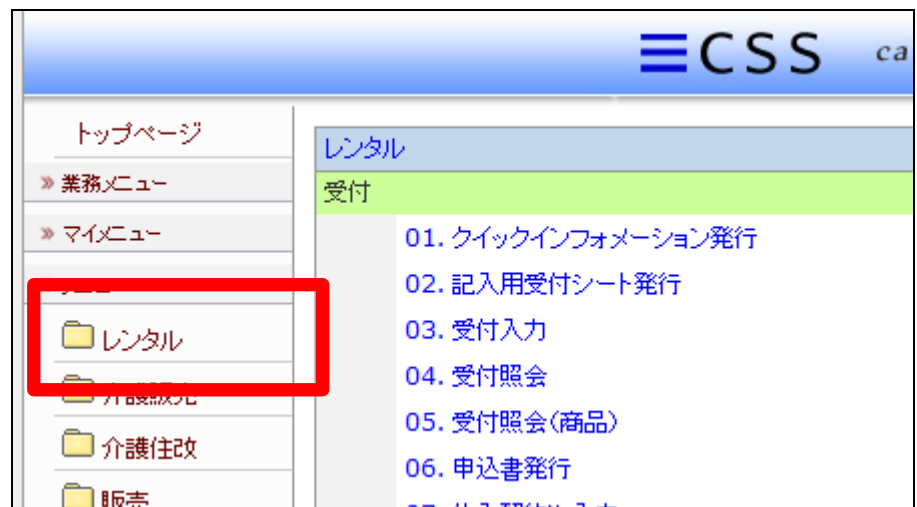 CSS ca
トップページ
業務メニュー
マイメニュー
レンタル
介護住改
販売
レンタル
受付
01. クイックインフォメーション発行
02. 記入用受付シート発行
03. 受付入力
04. 受付照会
05. 受付照会(商品)
06. 申込書発行